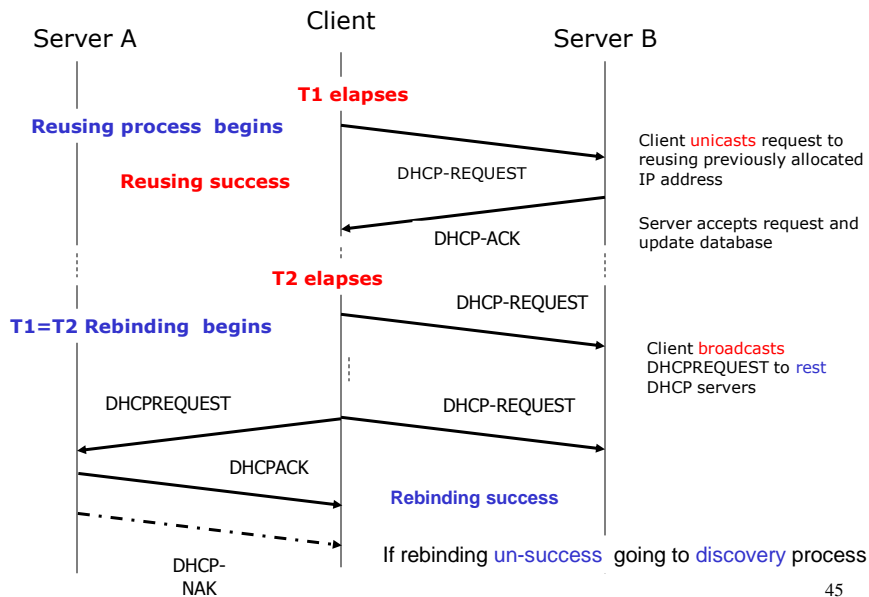 Server A
Client
Server B
T1 elapses
Reusing process begins
Client unicasts request to
reusing previously allocated
IP address
DHCP-REQUEST
Reusing success
Server accepts request and
update database
DHCP-ACK
T2 elapses
DHCP-REQUEST
T1=T2 Rebinding begins
Client broadcasts
DHCPREQUEST to rest
DHCP servers
DHCPREQUEST
DHCP-REQUEST
DHCPACK
Rebinding success
If rebinding un-success going to discovery process
DHCP-
NAK
45